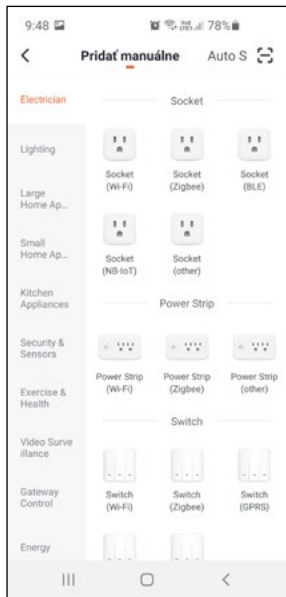 9:48 78%
Pridať manuálne Auto S
Electrician
Lighting
Large
Home Ap...
Small
Home Ap...
Kitchen
Appliances
Security &
Sensors
Exercise &
Health
Video Surve
illance
Gateway
Control
Energy
Socket
Socket Socket Socket
(Wi-Fi) (Zigbee) (BLE)
Socket Socket
(NB-IoT) (other)
Power Strip
Power Strip Power Strip Power Strip
(Wi-Fi) (Zigbee) (other)
Switch
Switch Switch Switch
(Wi-Fi) (Zigbee) (GPRS)